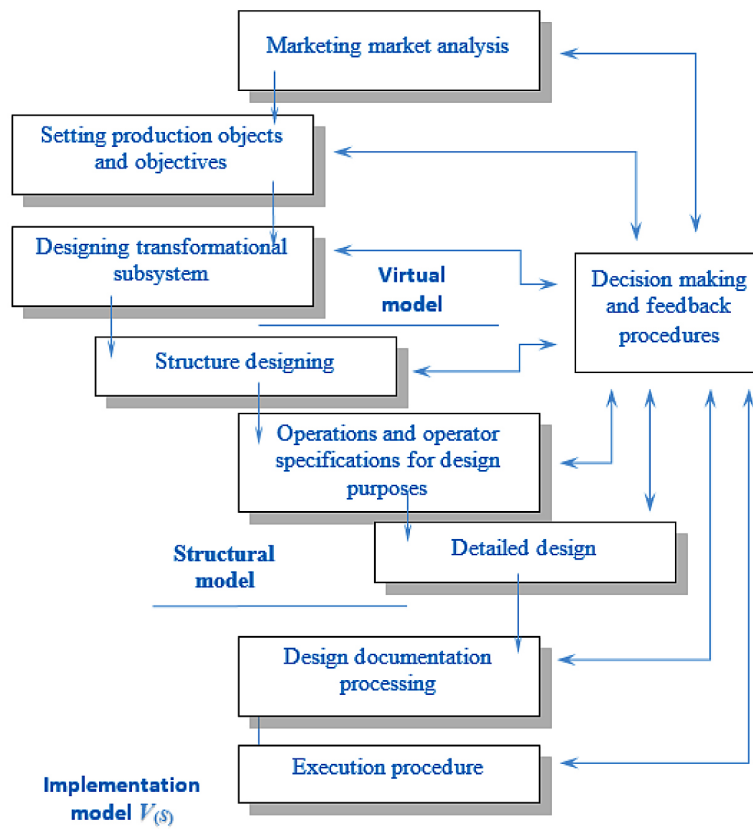 Marketing market analysis
Setting production objects
and objectives
Designing transformational
subsystem
Virtual
model
Decision making
and feedback
procedures
Structure designing
Operations and operator
specifications for design
purposes
Structural
model
Detailed design
Design documentation
processing
Execution procedure
Implementation
model V(S)